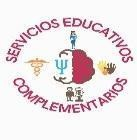 SERVICIOS EDUCATIVOS
Ψ
COMPLEMENTARIOS